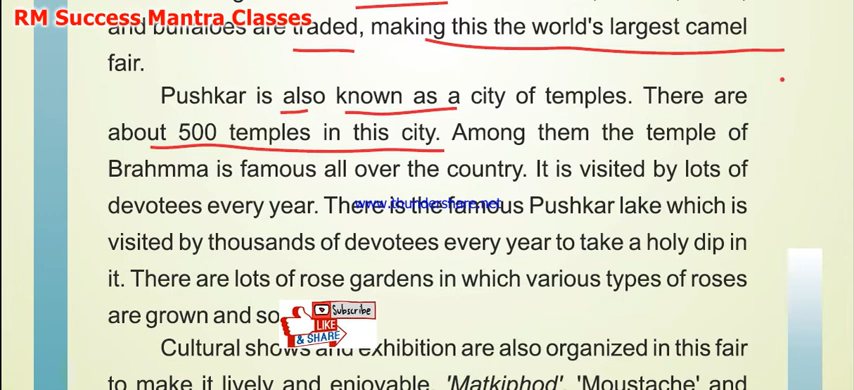 RM Success Mantra Classes
and buffaloes are traded, making this the world's largest camel
fair.
Pushkar is also known as a city of temples. There are
about 500 temples in this city. Among them the temple of
Brahmma is famous all over the country. It is visited by lots of
devotees every year. There is the famous Pushkar lake which is
www.thundershare.net
visited by thousands of devotees every year to take a holy dip in
it. There are lots of rose gardens in which various types of roses
are grown and so
Subscribe
LIKE
& SHARE
Cultural shows and exhibition are also organized in this fair
to make it lively and enjoyable. 'Matkiphod', 'Moustache' and